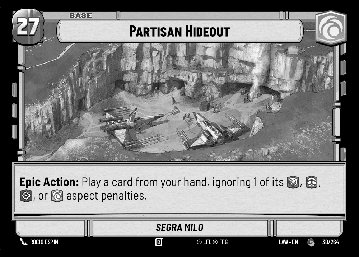 BASE
27
PARTISAN HIDEOUT
Epic Action: Play a card from your hand, ignoring 1 of its , ,
, or aspect penalties.
SEGRA MILO